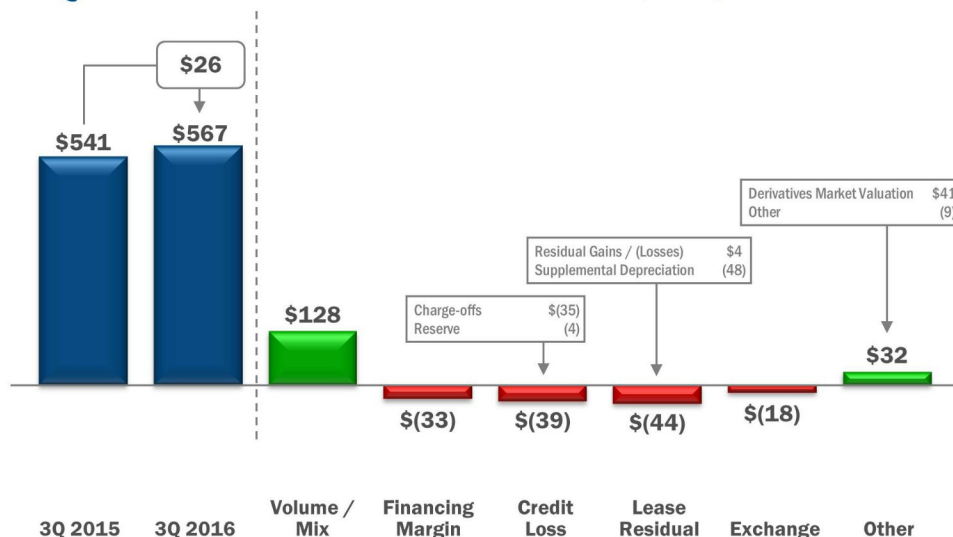 $26
$541
$567
Derivatives Market Valuation $41
Other (9)
Residual Gains / (Losses) $4
Supplemental Depreciation (48)
Charge-offs $(35)
Reserve (4)
$128
$32
$(33)
$(39)
$(44)
$(18)
3Q 2015
3Q 2016
Volume /
Mix
Financing
Margin
Credit
Loss
Lease
Residual
Exchange
Other